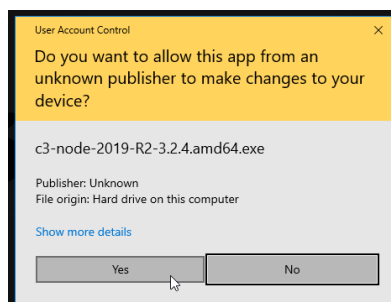 User Account Control
Do you want to allow this app from an
unknown publisher to make changes to your
device?
c3-node-2019-R2-3.2.4.amd64.exe
Publisher: Unknown
File origin: Hard drive on this computer
Show more details
Yes
No